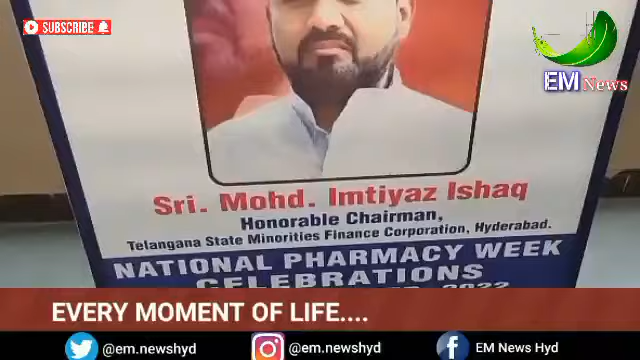 SUBSCRIBE
EM News
Sri. Mohd. Imtiyaz Ishaq
Honorable Chairman,
Telangana State Minorities Finance Corporation, Hyderabad.
NATIONAL PHARMACY WEEK
CELEBRATIONS
2022
EVERY MOMENT OF LIFE....
@em.newshyd
@em.newshyd
EM News Hyd